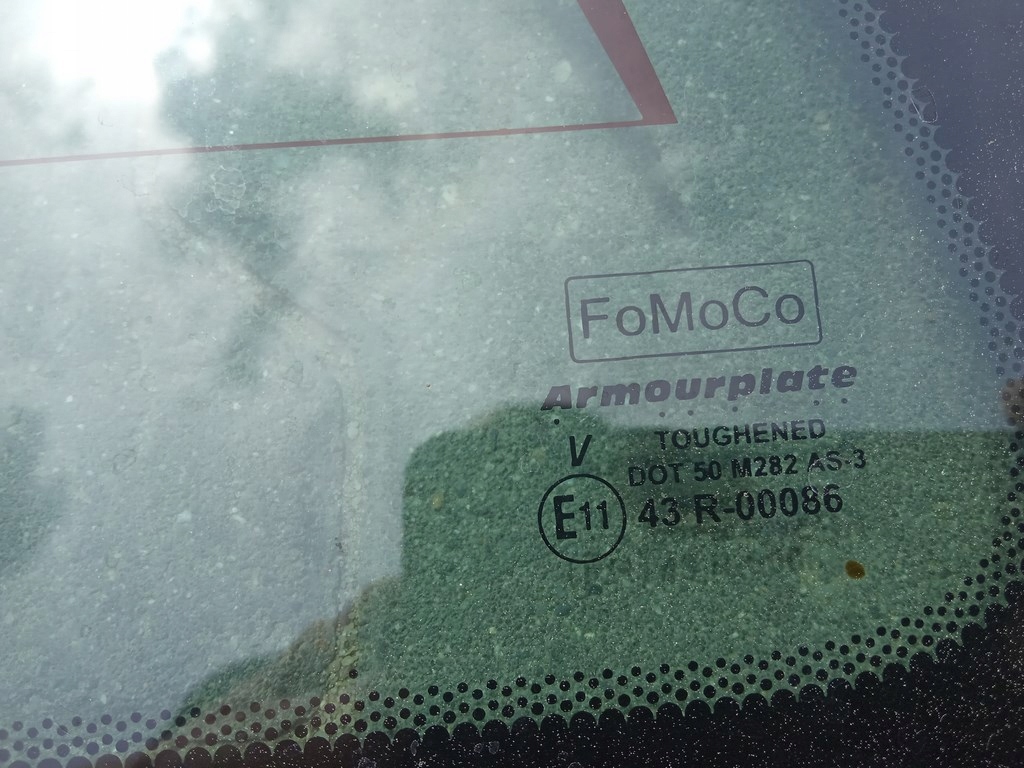 FoMoCo
Armourplate
V TOUGHENED
DOT 50 M282 AS-3
E11 43 R-00086